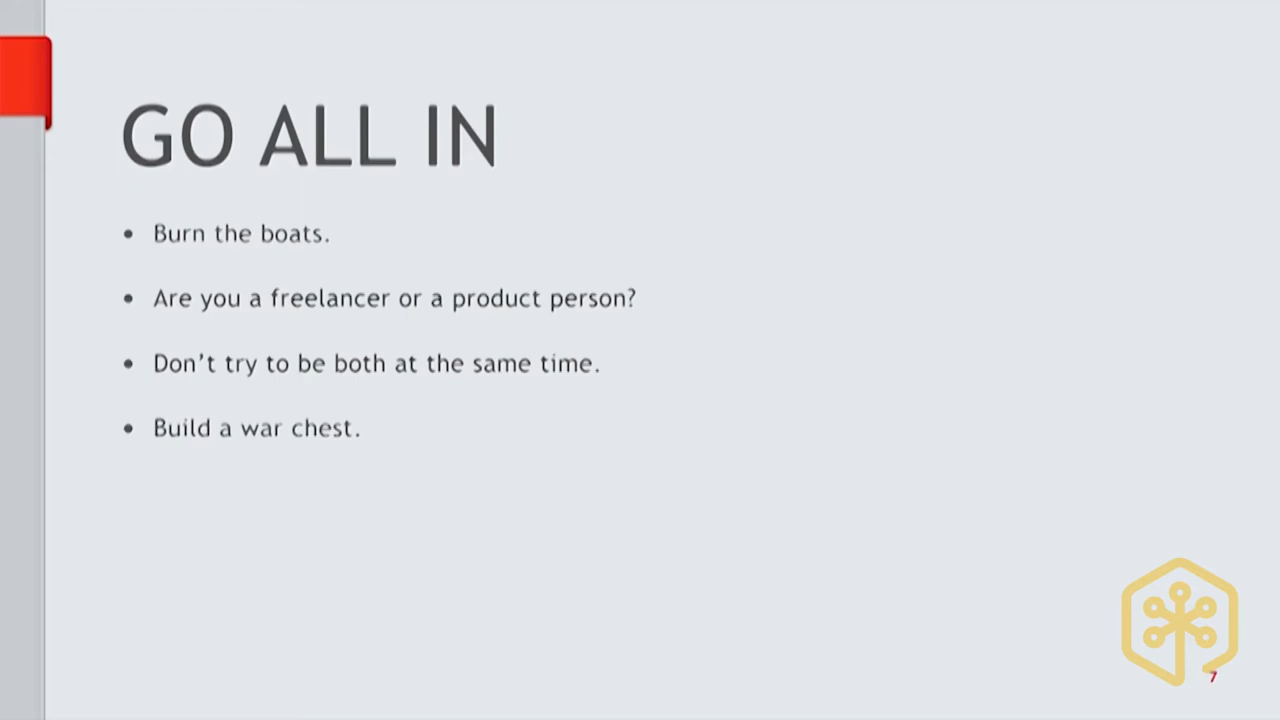 GO ALL IN
• Burn the boats.
• Are you a freelancer or a product person?
• Don’t try to be both at the same time.
• Build a war chest.
7